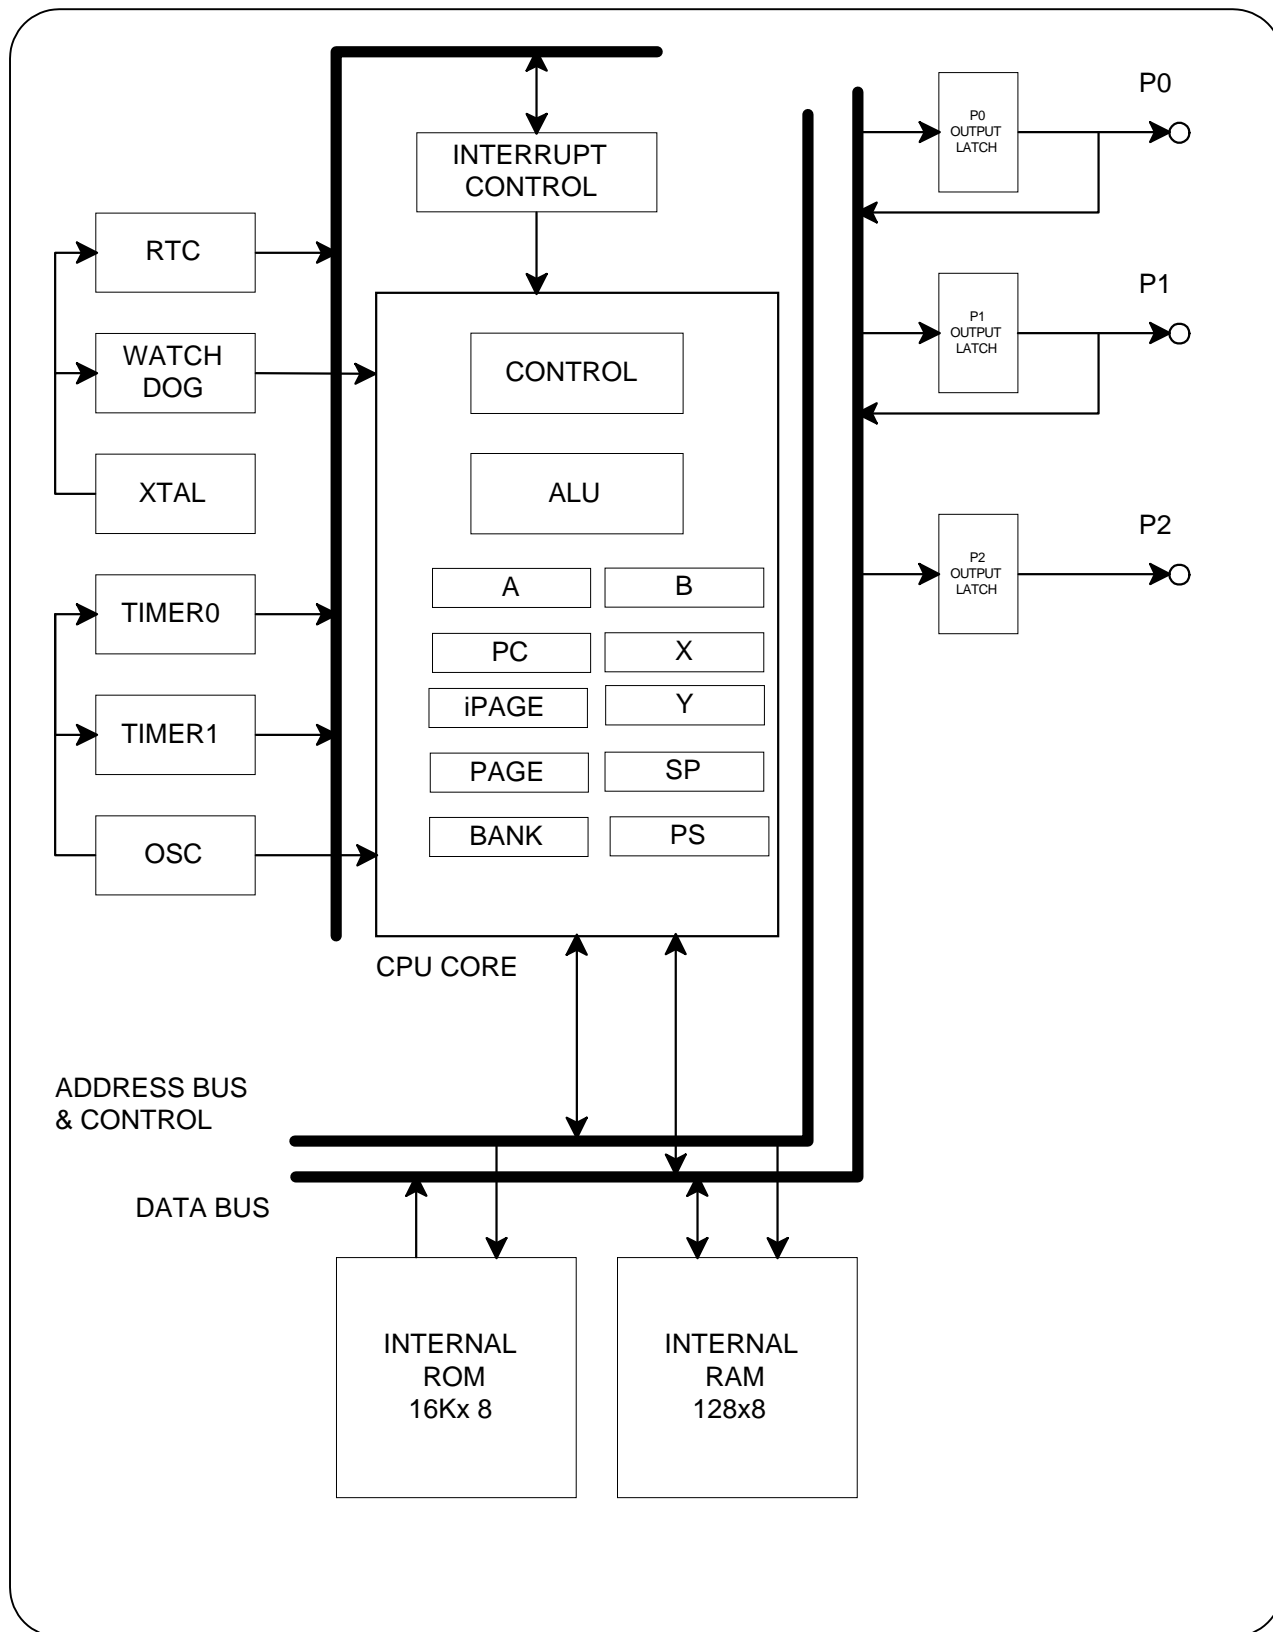 INTERRUPT
CONTROL
RTC
WATCH
DOG
XTAL
TIMER0
TIMER1
OSC
CONTROL
ALU
A
B
PC
X
iPAGE
Y
PAGE
SP
BANK
PS
CPU CORE
P0
OUTPUT
LATCH
P0
P1
OUTPUT
LATCH
P1
P2
OUTPUT
LATCH
P2
ADDRESS BUS
& CONTROL
DATA BUS
INTERNAL
ROM
16Kx 8
INTERNAL
RAM
128x8